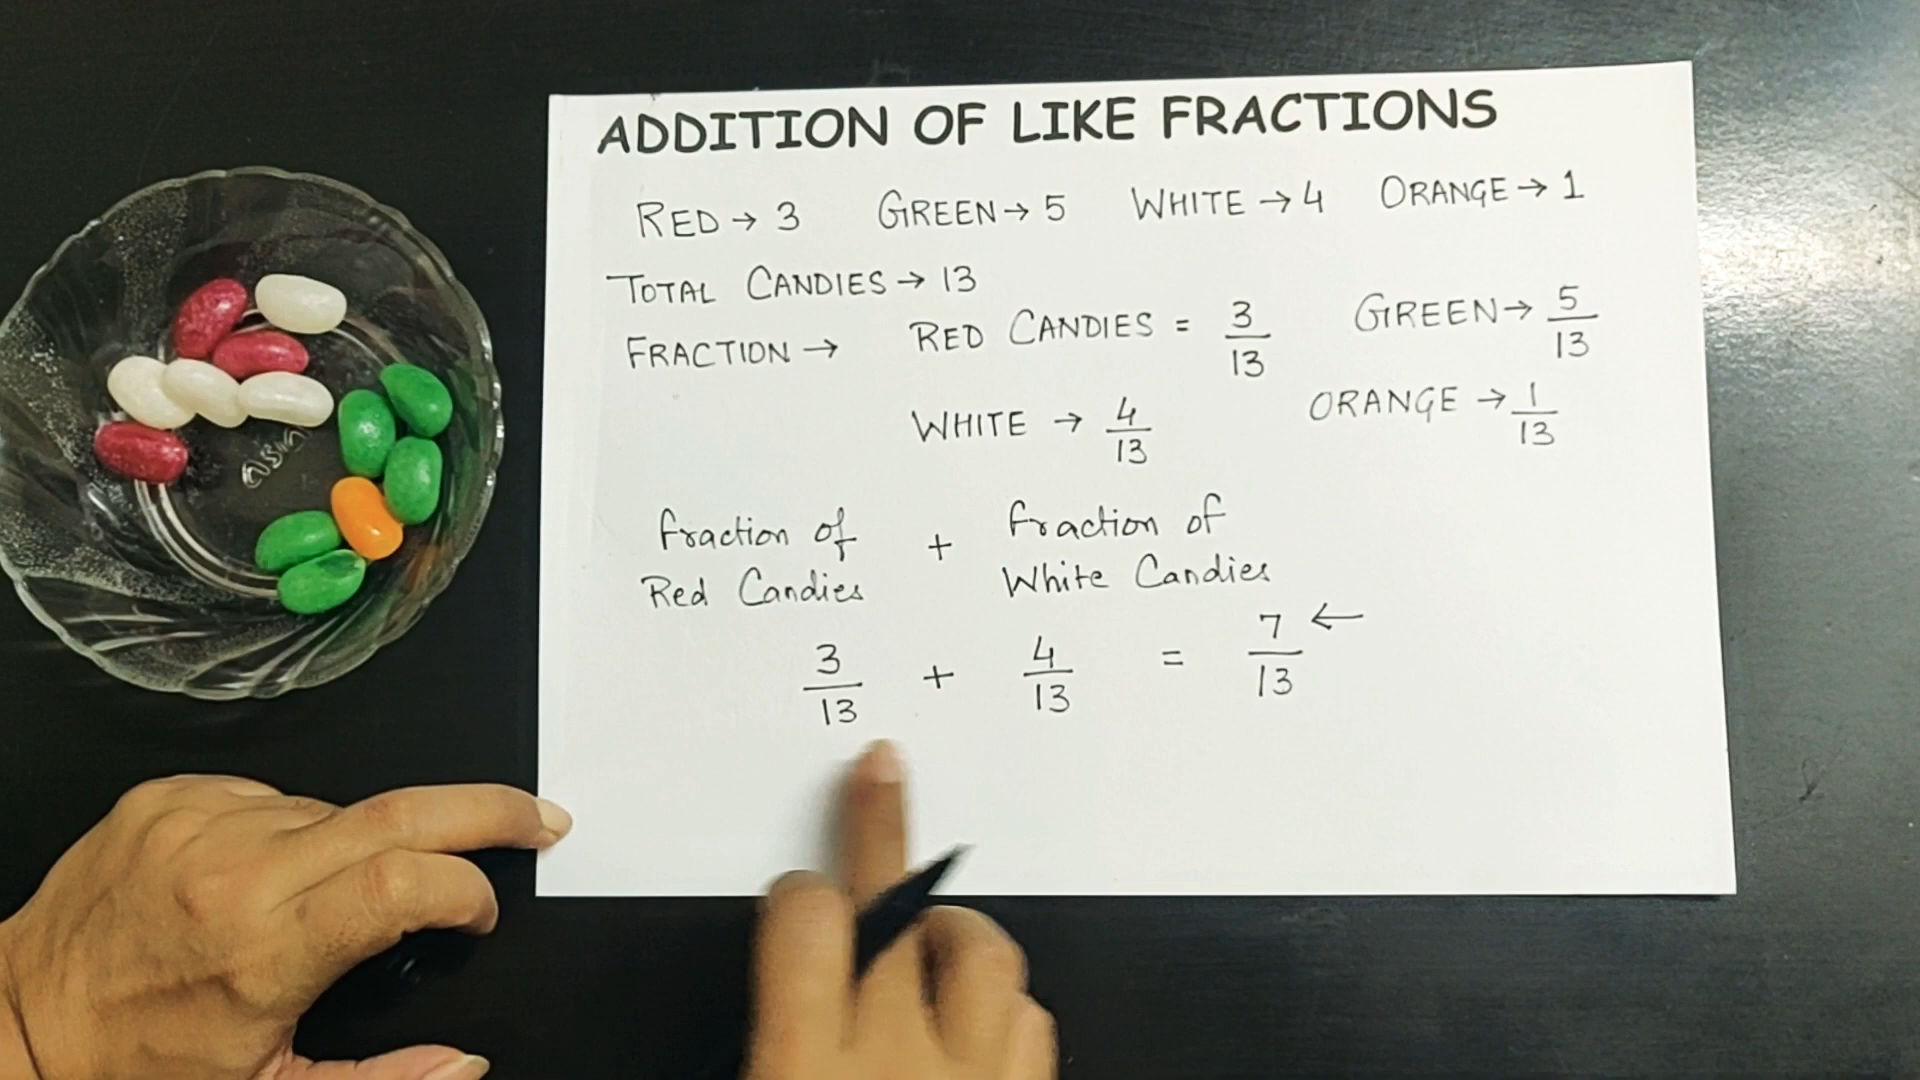 ADDITION OF LIKE FRACTIONS
RED → 3 GREEN → 5 WHITE → 4 ORANGE → 1
TOTAL CANDIES → 13
FRACTION → RED CANDIES = 3/13 GREEN → 5/13
WHITE → 4/13 ORANGE → 1/13
fraction of + fraction of
Red Candies White Candies
3/13 + 4/13 = 7/13 ←